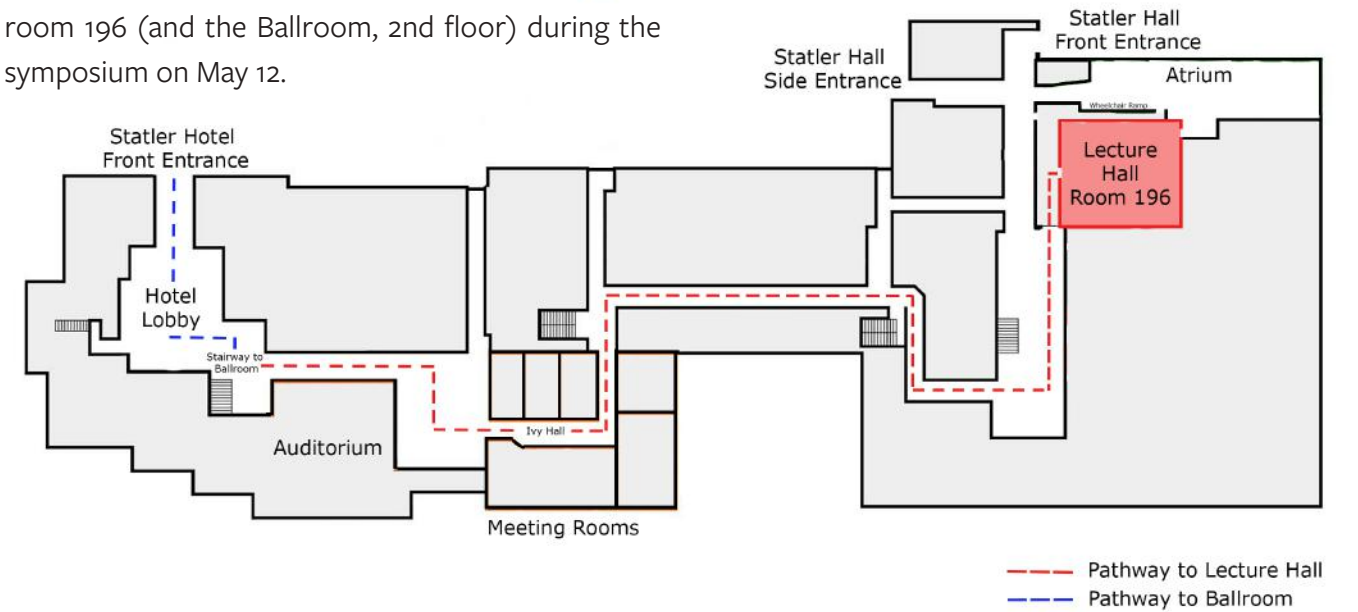 room 196 (and the Ballroom, 2nd floor) during the
symposium on May 12.
Statler Hall
Front Entrance
Statler Hall
Side Entrance
Atrium
Wheelchair Ramp
Statler Hotel
Front Entrance
Lecture
Hall
Room 196
Hotel
Lobby
Stairway to
Ballroom
Ivy Hall
Auditorium
Meeting Rooms
Pathway to Lecture Hall
Pathway to Ballroom